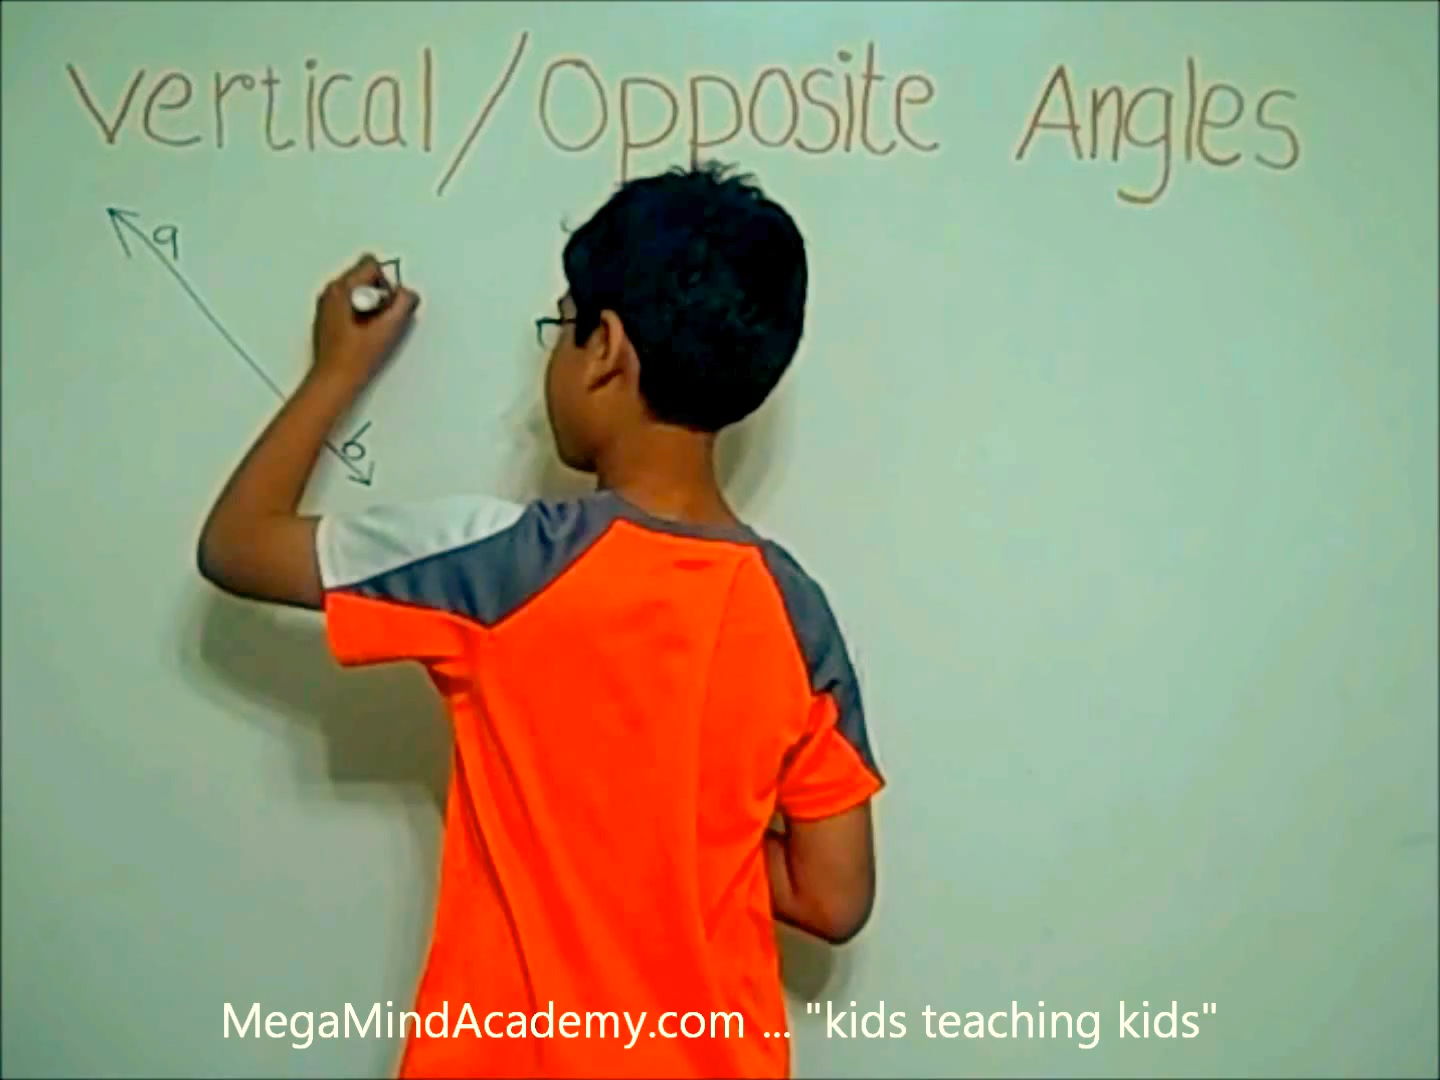 Vertical/Opposite Angles
a
b
MegaMindAcademy.com ... "kids teaching kids"